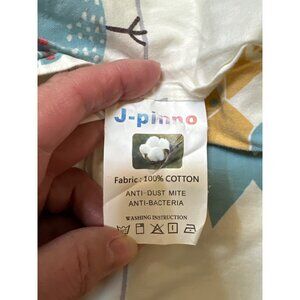 J-pinno
Fabric: 100% COTTON
ANTI-DUST MITE
ANTI-BACTERIA
WASHING INSTRUCTION